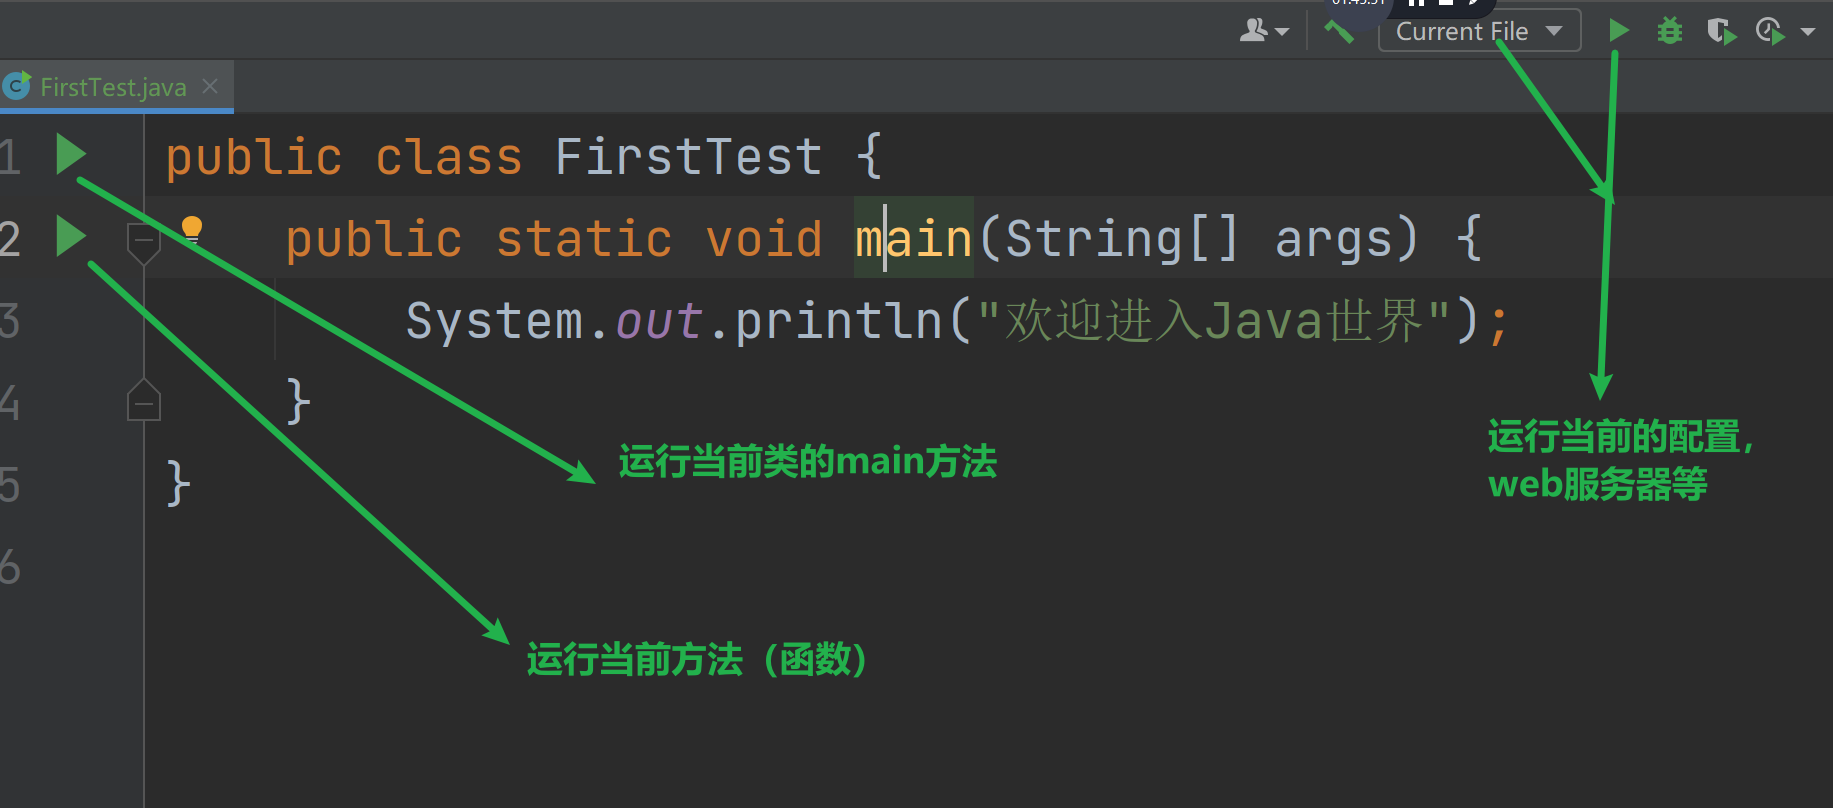 Current File
FirstTest.java
1 public class FirstTest {
2 public static void main(String[] args) {
3 System.out.println("欢迎进入Java世界");
4 }
5 }
6
运行当前类的main方法
运行当前的配置,
web服务器等
运行当前方法（函数）